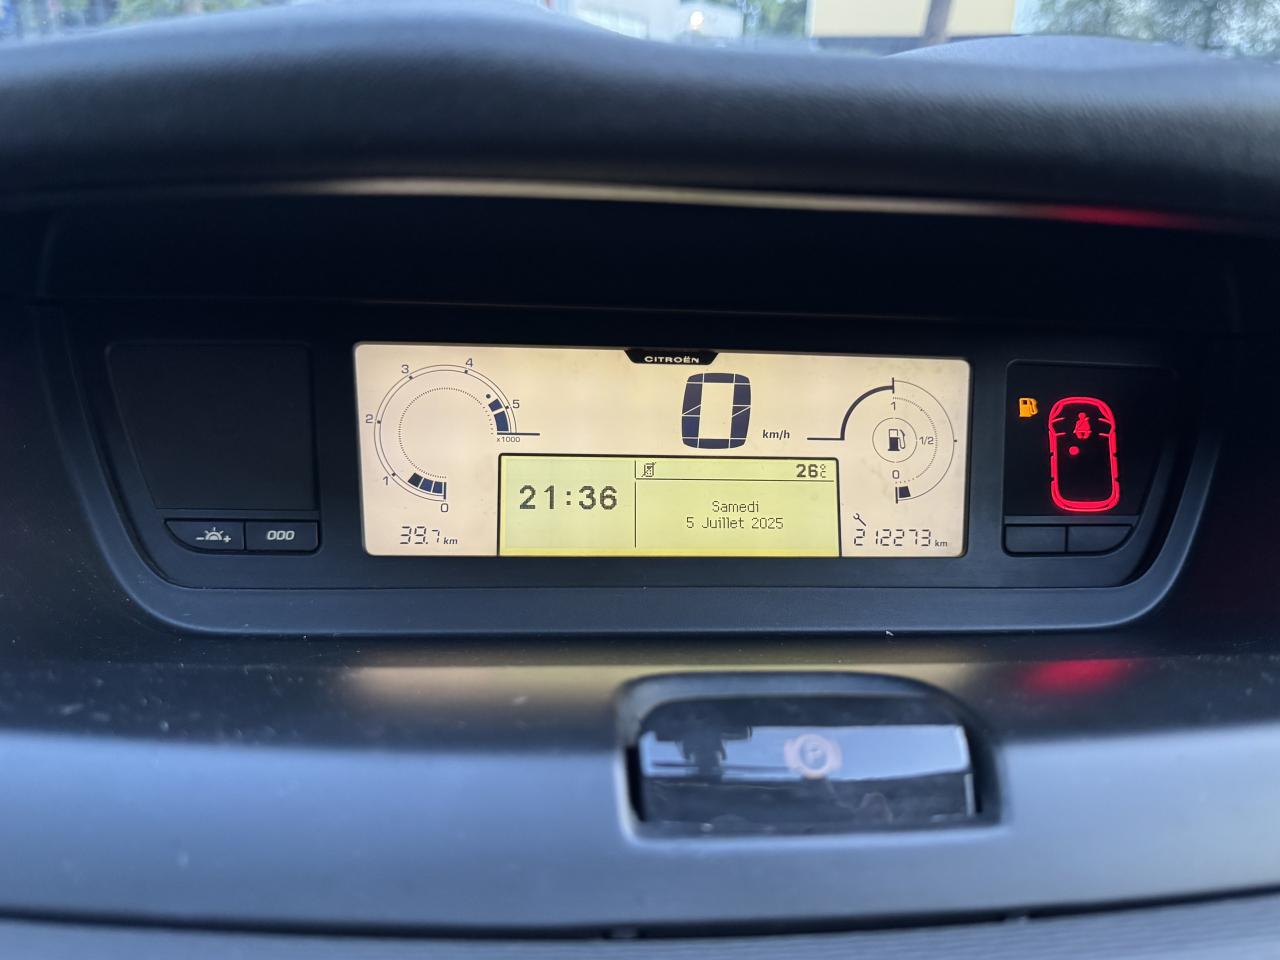 CITROËN
3
4
2
5
x1000
1
0
39.7 km
0
km/h
21:36
26°C
Samedi
5 Juillet 2025
1
1/2
0
212273 km
- +
000
P